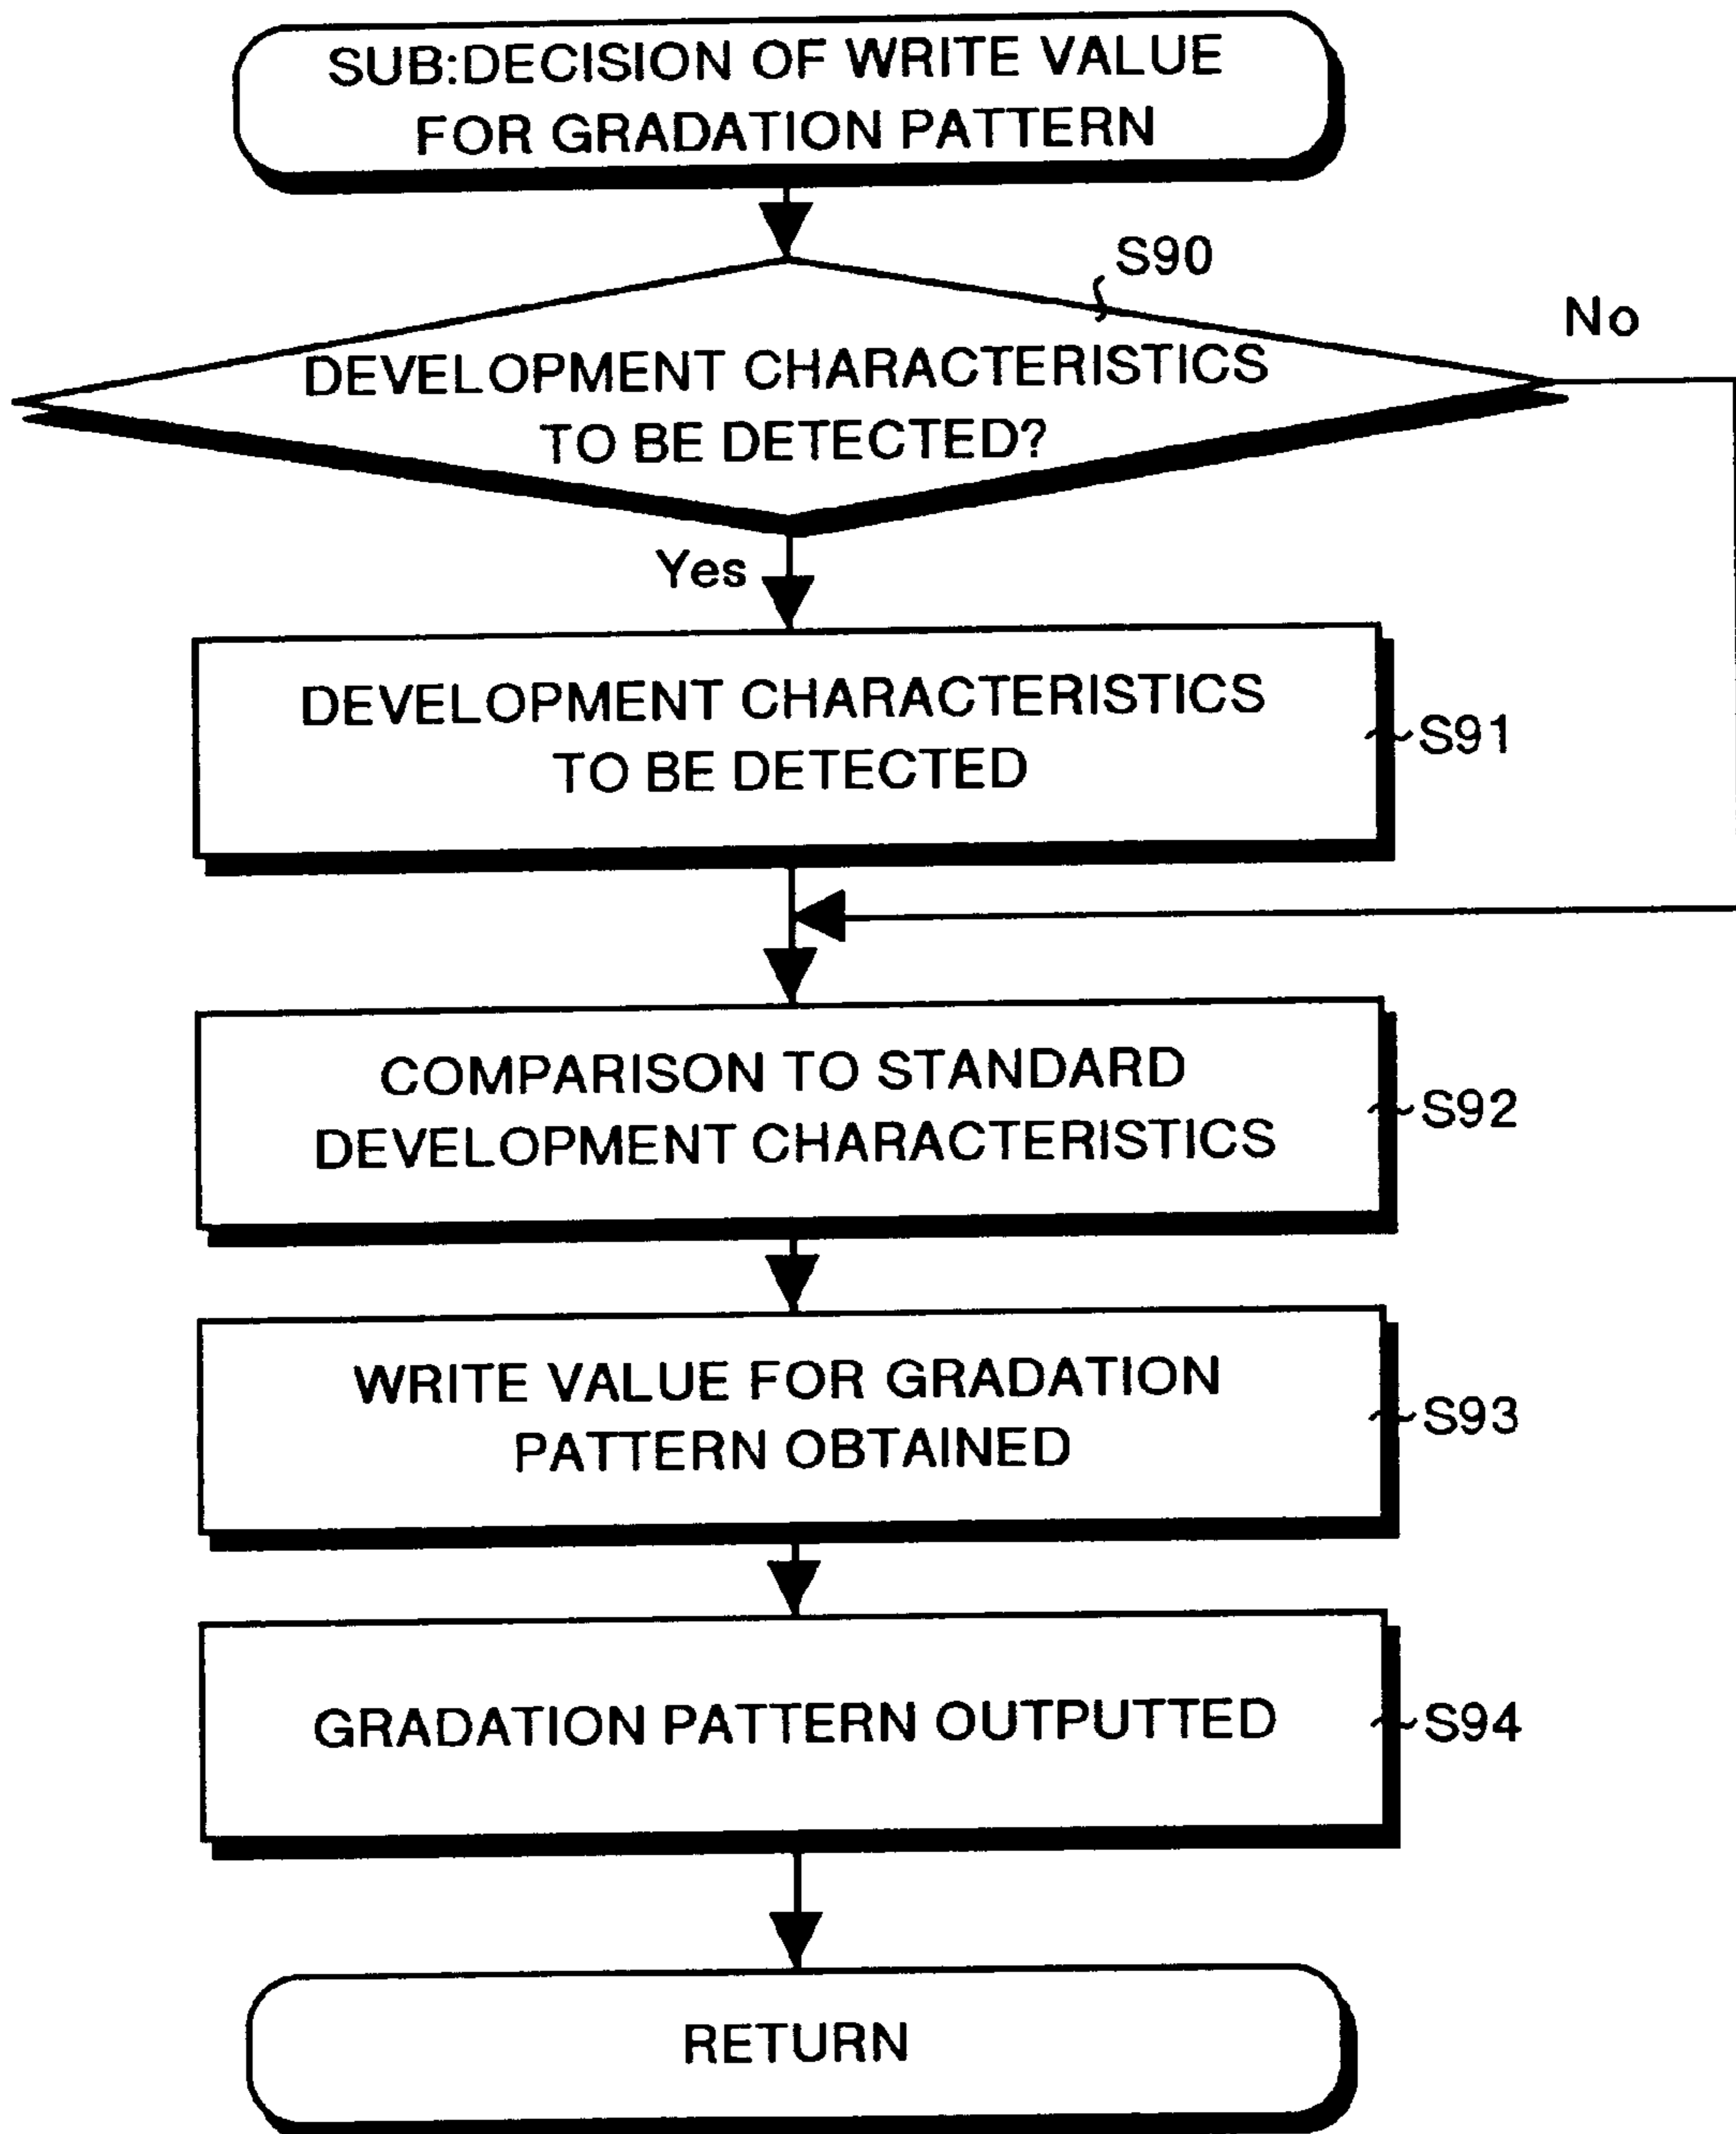 SUB:DECISION OF WRITE VALUE
FOR GRADATION PATTERN
S90
No
DEVELOPMENT CHARACTERISTICS
TO BE DETECTED?
Yes
DEVELOPMENT CHARACTERISTICS
TO BE DETECTED
S91
COMPARISON TO STANDARD
DEVELOPMENT CHARACTERISTICS
S92
WRITE VALUE FOR GRADATION
PATTERN OBTAINED
S93
GRADATION PATTERN OUTPUTTED
S94
RETURN